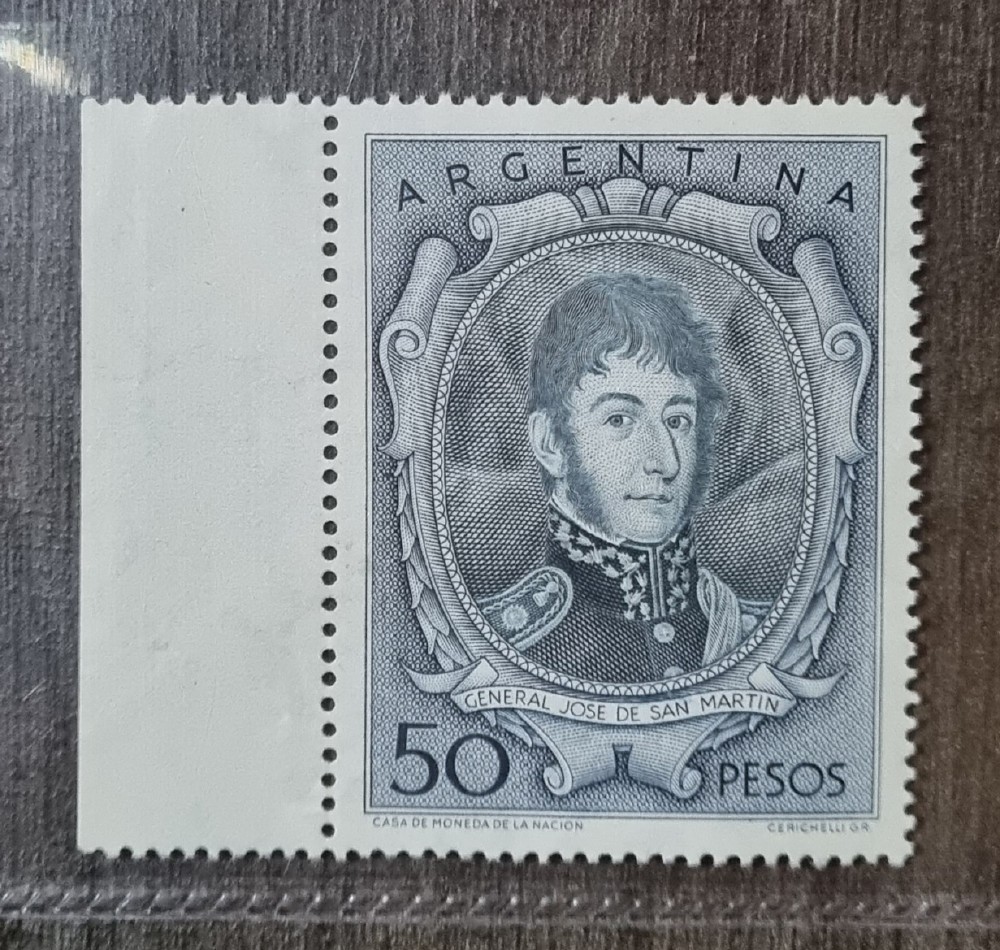 ARGENTINA
GENERAL JOSE DE SAN MARTIN
50 PESOS
CASA DE MONEDA DE LA NACION CERICHELLI GR.